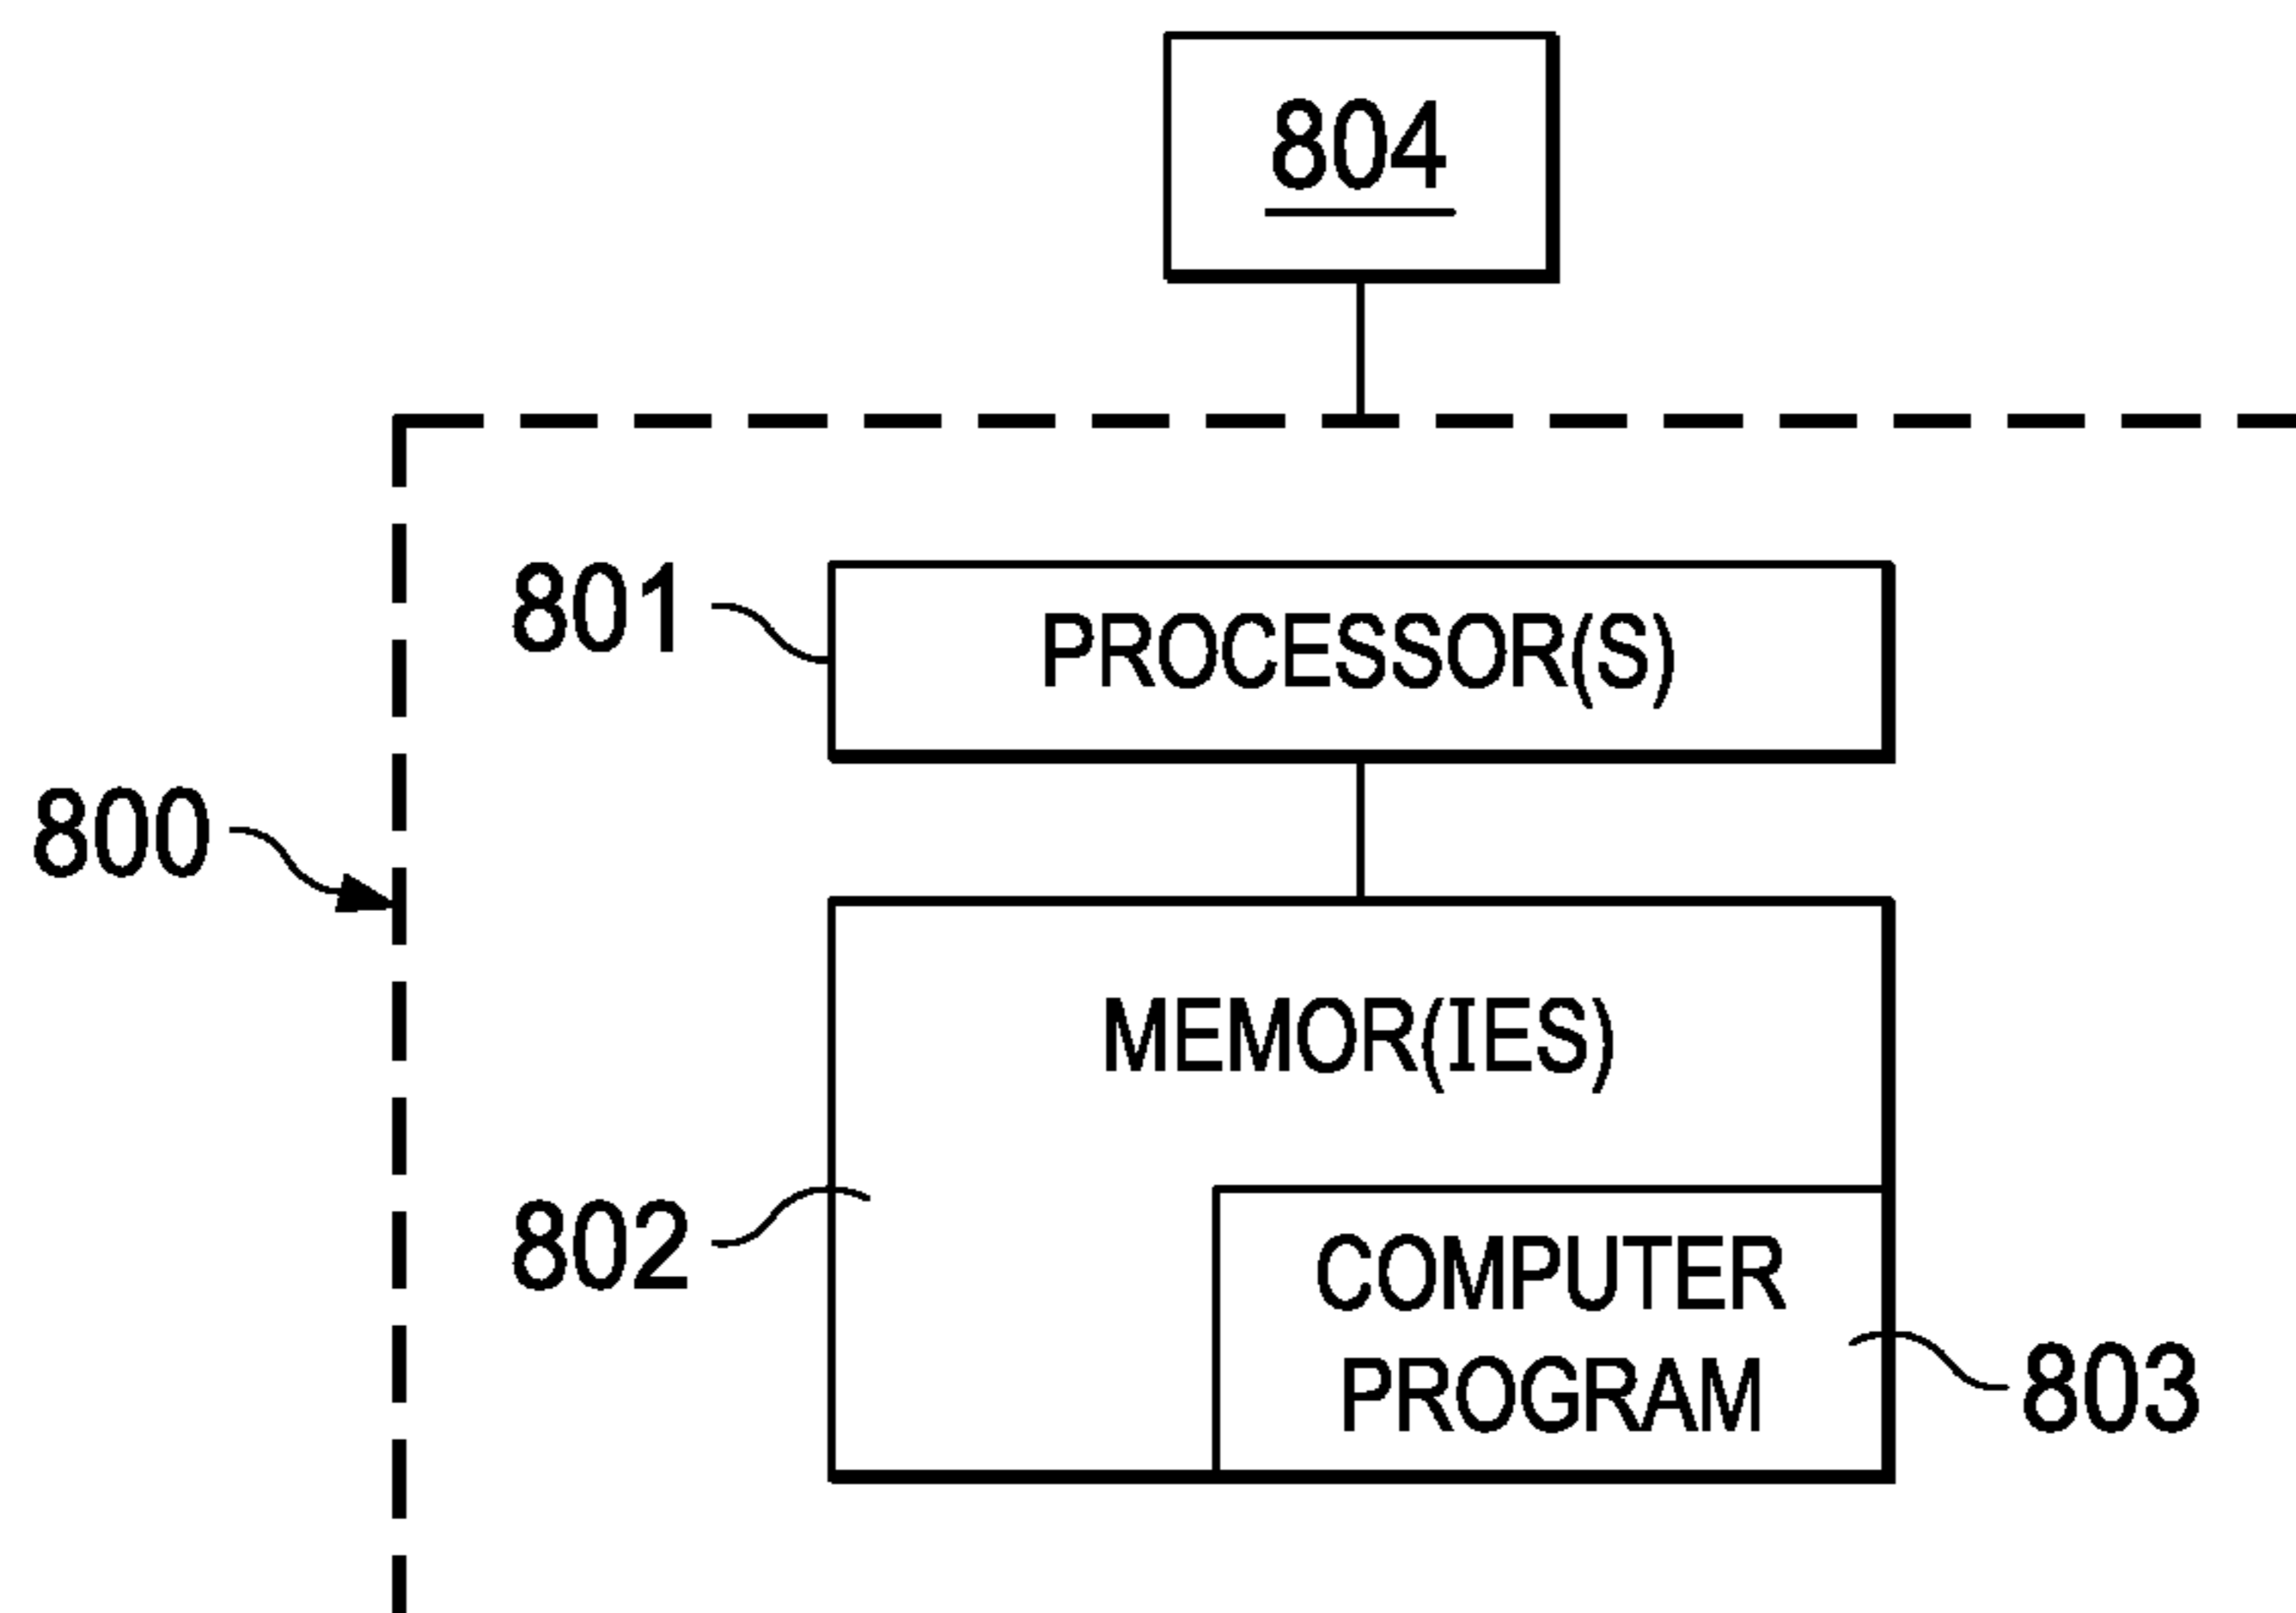 804
801
PROCESSOR(S)
800
MEMOR(IES)
802
COMPUTER
PROGRAM
803